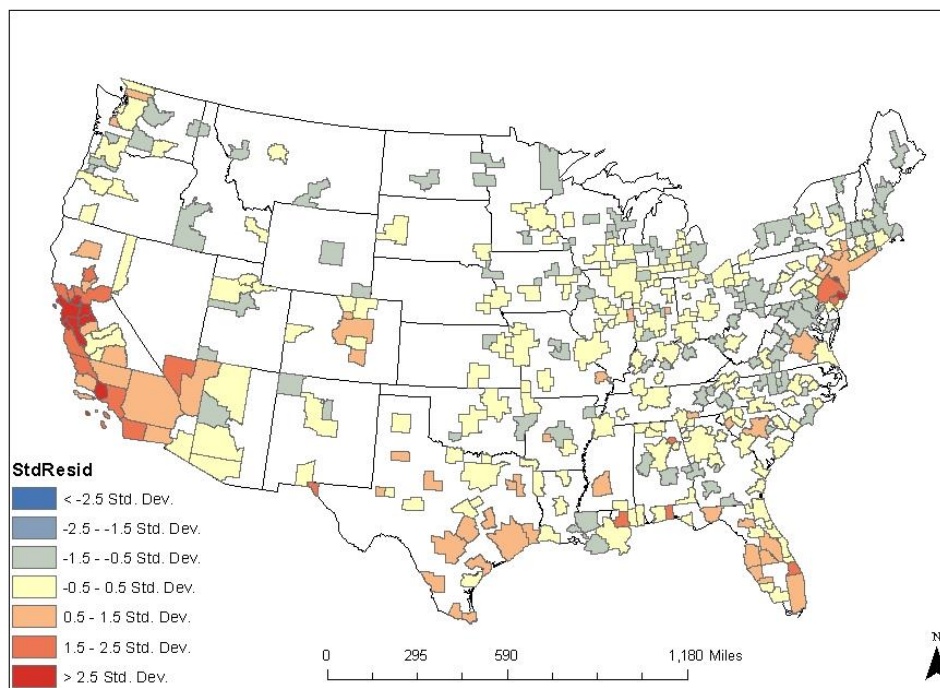 StdResid
< -2.5 Std. Dev.
-2.5 - -1.5 Std. Dev.
-1.5 - -0.5 Std. Dev.
-0.5 - 0.5 Std. Dev.
0.5 - 1.5 Std. Dev.
1.5 - 2.5 Std. Dev.
> 2.5 Std. Dev.
0 295 590 1,180 Miles
N